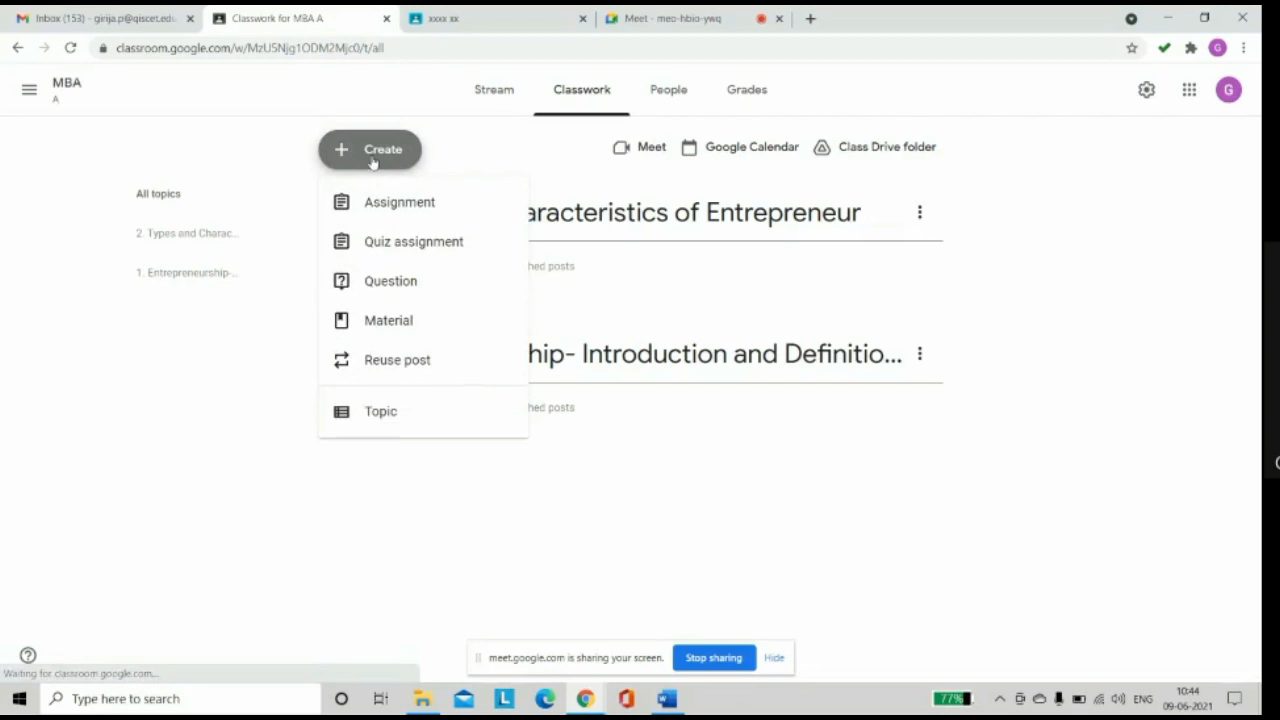 Inbox (153) - girija.p@qiscet.edu
Classwork for MBA A
xxxx xx
Meet - meo-hbio-ywq
classroom.google.com/w/MzU5Njg1ODM2Mjc0/t/all
G
MBA
A
Stream
Classwork
People
Grades
G
Create
Meet
Google Calendar
Class Drive folder
All topics
2. Types and Charac...
1. Entrepreneurship-...
Assignment
Quiz assignment
Question
Material
Reuse post
Topic
aracteristics of Entrepreneur
hed posts
hip- Introduction and Definitio...
hed posts
meet.google.com is sharing your screen.
Stop sharing
Hide
Waiting for classroom.google.com...
Type here to search
77%
ENG
10:44
09-06-2021